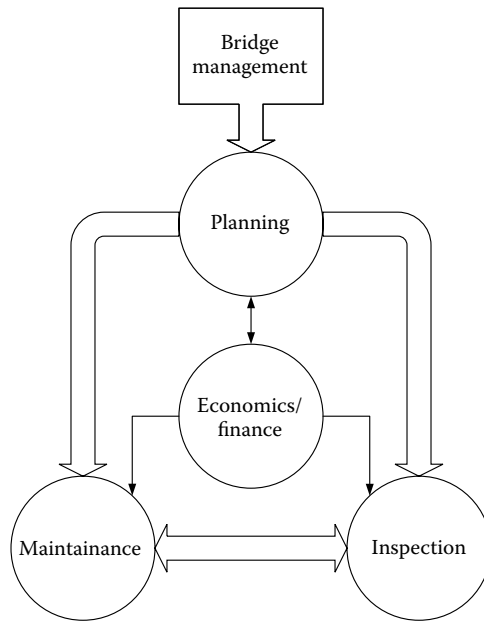 Bridge
management
Planning
Economics/
finance
Maintainance
Inspection